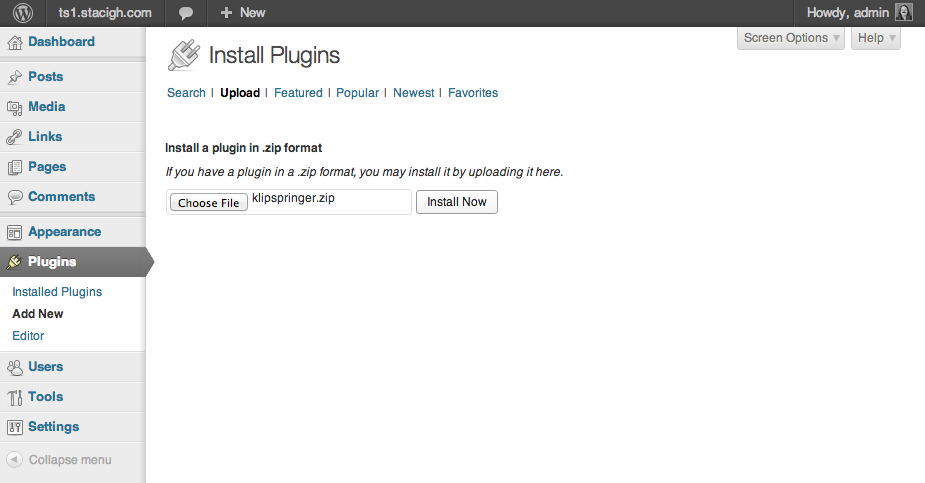 ts1.stacigh.com + New Howdy, admin
Dashboard
Posts
Media
Links
Pages
Comments
Appearance
Plugins
Installed Plugins
Add New
Editor
Users
Tools
Settings
Collapse menu
Screen Options Help
Install Plugins
Search | Upload | Featured | Popular | Newest | Favorites
Install a plugin in .zip format
If you have a plugin in a .zip format, you may install it by uploading it here.
Choose File klipspringer.zip Install Now